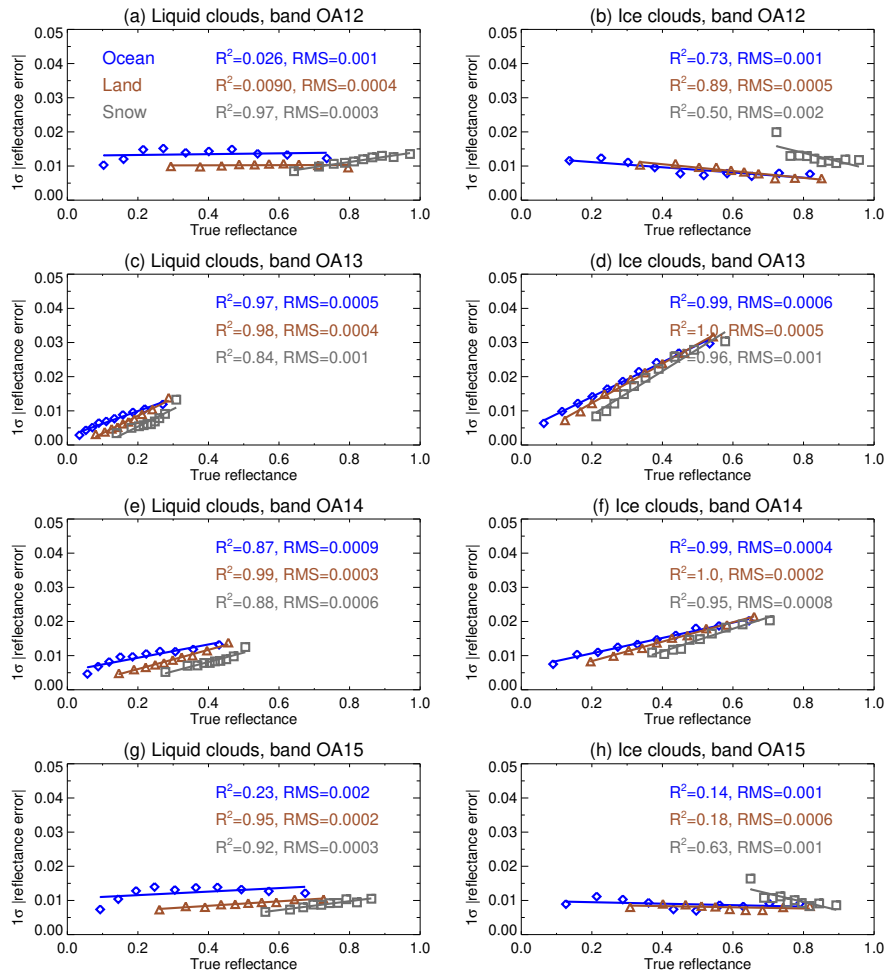 (a) Liquid clouds, band OA12
0.05
0.04
0.03
0.02
0.01
0.00
1σ |reflectance error|
Ocean
R²=0.026, RMS=0.001
Land
R²=0.0090, RMS=0.0004
Snow
R²=0.97, RMS=0.0003
0.0 0.2 0.4 0.6 0.8 1.0
True reflectance
(b) Ice clouds, band OA12
0.05
0.04
0.03
0.02
0.01
0.00
1σ |reflectance error|
R²=0.73, RMS=0.001
R²=0.89, RMS=0.0005
R²=0.50, RMS=0.002
0.0 0.2 0.4 0.6 0.8 1.0
True reflectance
(c) Liquid clouds, band OA13
0.05
0.04
0.03
0.02
0.01
0.00
1σ |reflectance error|
R²=0.97, RMS=0.0005
R²=0.98, RMS=0.0004
R²=0.84, RMS=0.001
0.0 0.2 0.4 0.6 0.8 1.0
True reflectance
(d) Ice clouds, band OA13
0.05
0.04
0.03
0.02
0.01
0.00
1σ |reflectance error|
R²=0.99, RMS=0.0006
R²=1.0, RMS=0.0005
R²=0.96, RMS=0.001
0.0 0.2 0.4 0.6 0.8 1.0
True reflectance
(e) Liquid clouds, band OA14
0.05
0.04
0.03
0.02
0.01
0.00
1σ |reflectance error|
R²=0.87, RMS=0.0009
R²=0.99, RMS=0.0003
R²=0.88, RMS=0.0006
0.0 0.2 0.4 0.6 0.8 1.0
True reflectance
(f) Ice clouds, band OA14
0.05
0.04
0.03
0.02
0.01
0.00
1σ |reflectance error|
R²=0.99, RMS=0.0004
R²=1.0, RMS=0.0002
R²=0.95, RMS=0.0008
0.0 0.2 0.4 0.6 0.8 1.0
True reflectance
(g) Liquid clouds, band OA15
0.05
0.04
0.03
0.02
0.01
0.00
1σ |reflectance error|
R²=0.23, RMS=0.002
R²=0.95, RMS=0.0002
R²=0.92, RMS=0.0003
0.0 0.2 0.4 0.6 0.8 1.0
True reflectance
(h) Ice clouds, band OA15
0.05
0.04
0.03
0.02
0.01
0.00
1σ |reflectance error|
R²=0.14, RMS=0.001
R²=0.18, RMS=0.0006
R²=0.63, RMS=0.001
0.0 0.2 0.4 0.6 0.8 1.0
True reflectance